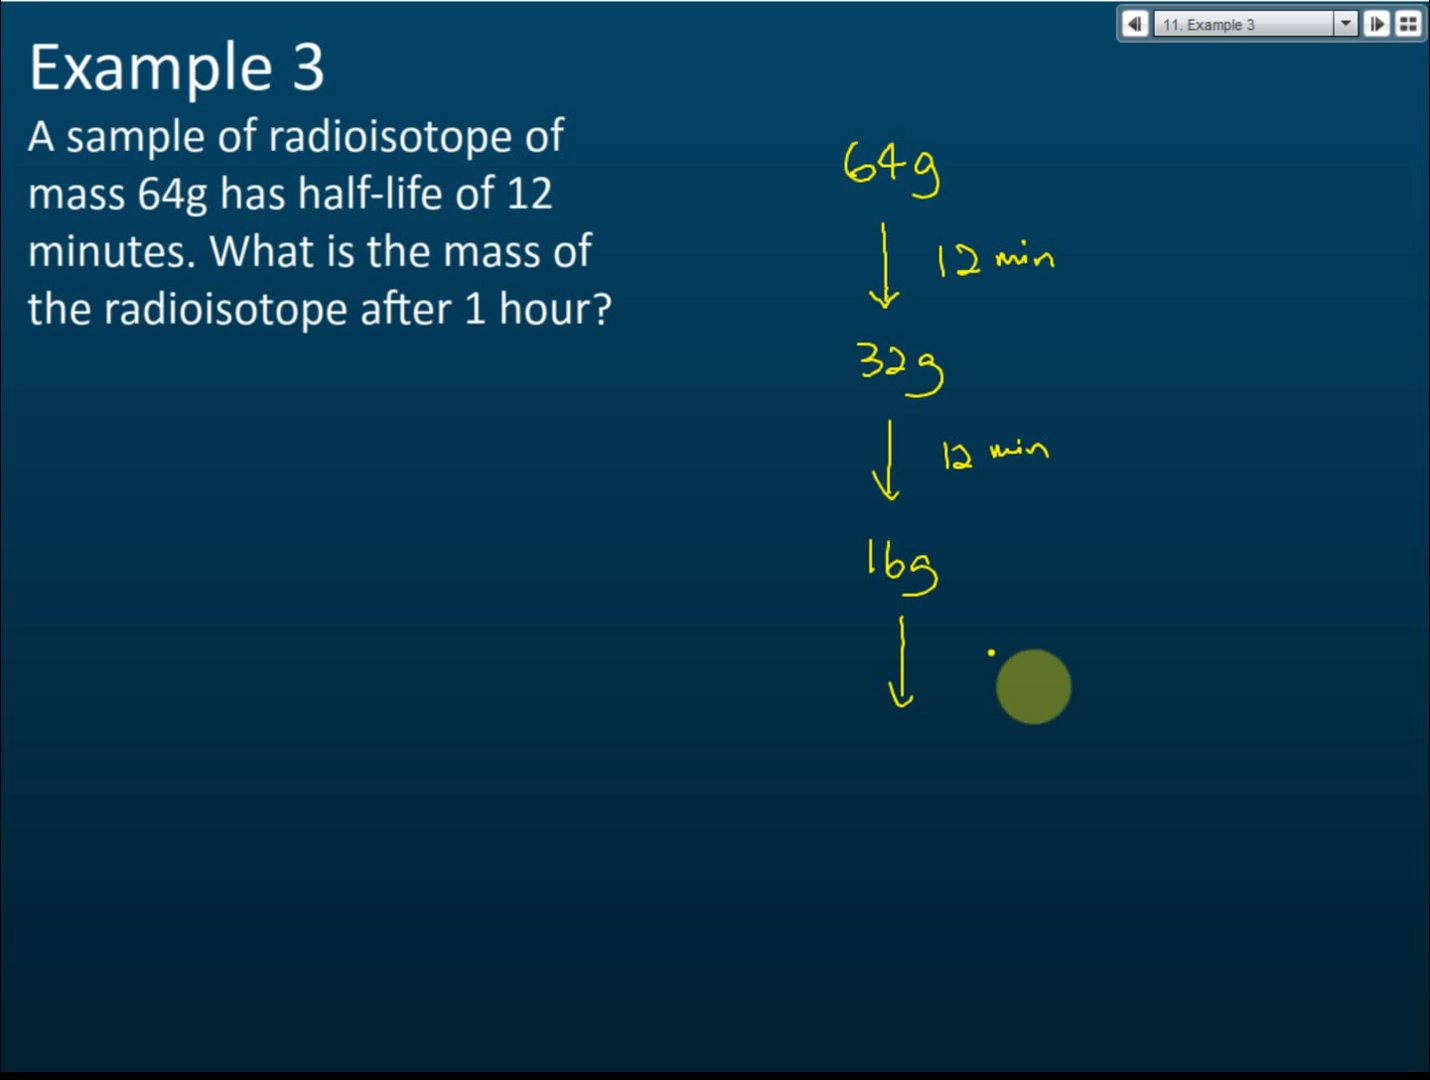 11. Example 3
Example 3
A sample of radioisotope of
mass 64g has half-life of 12
minutes. What is the mass of
the radioisotope after 1 hour?
64g
12 min
32g
12 min
16g